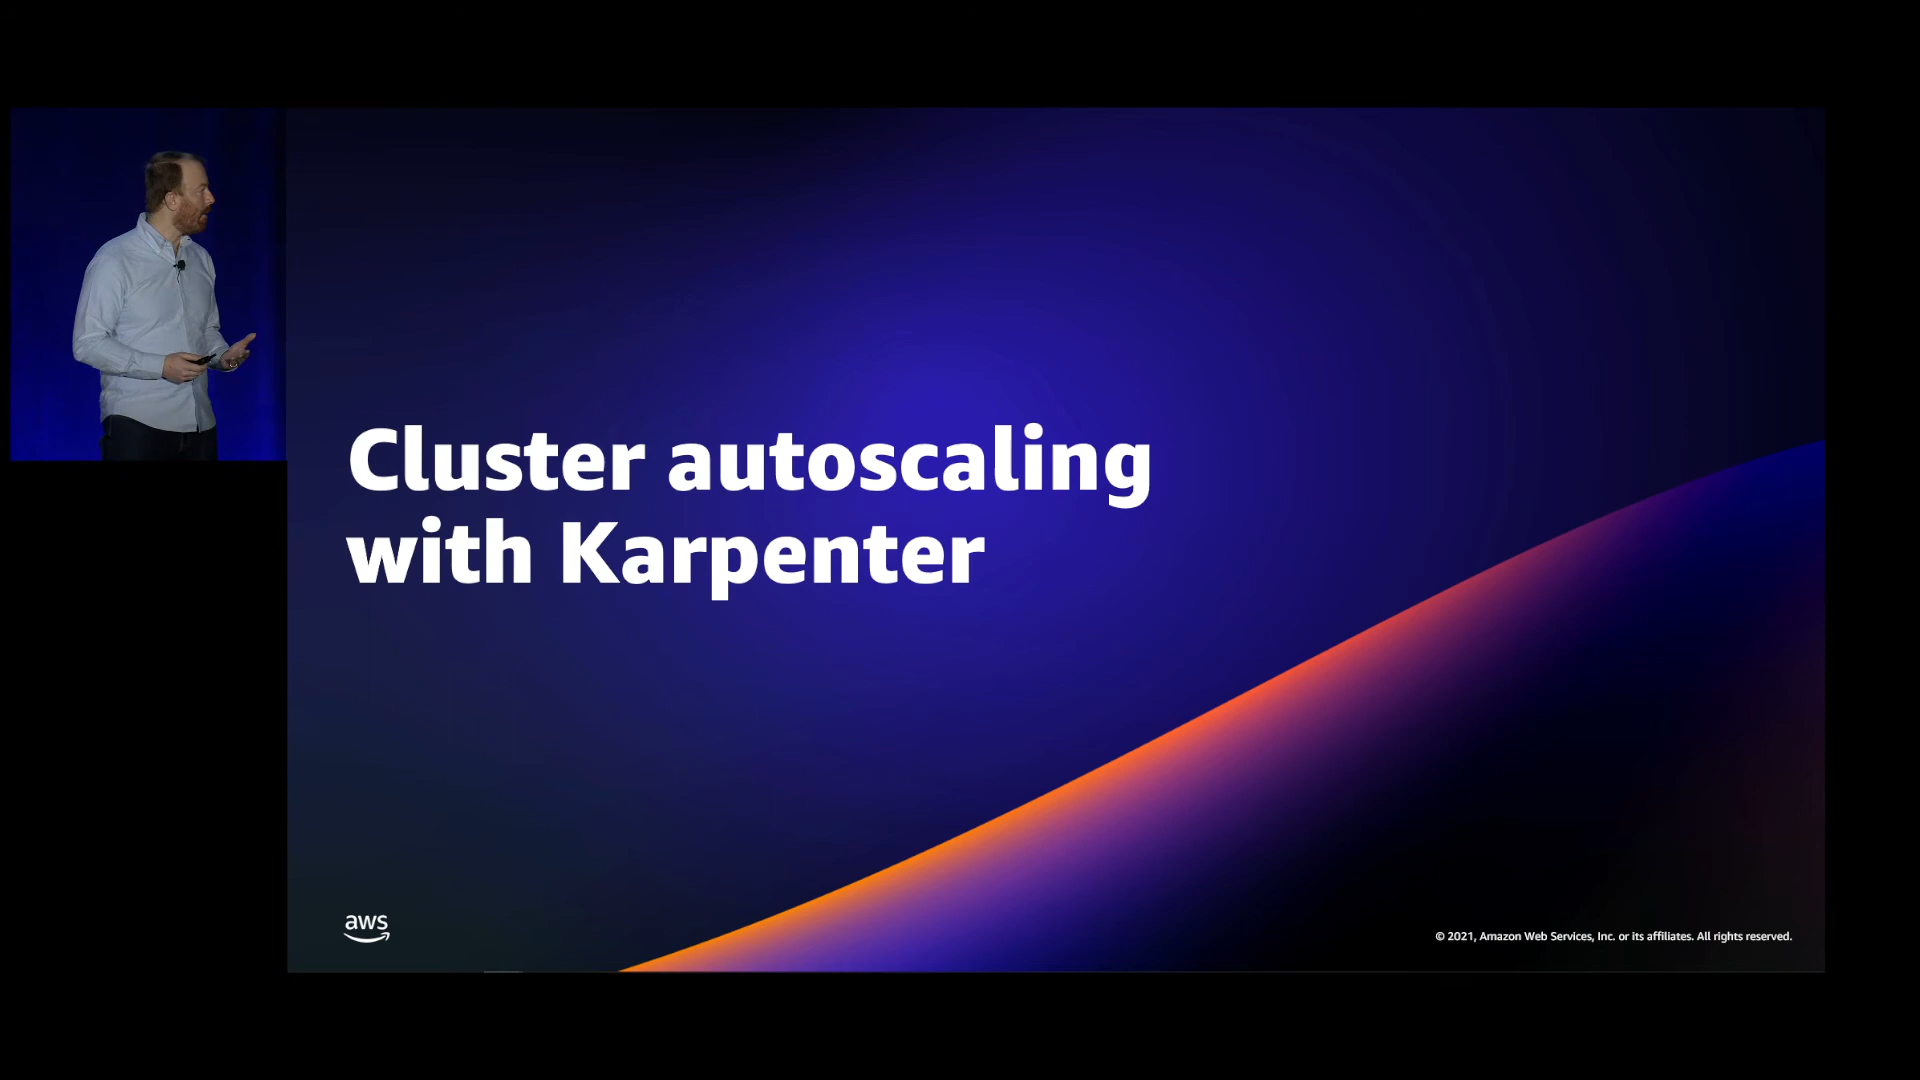 Cluster autoscaling
with Karpenter
aws
© 2021, Amazon Web Services, Inc. or its affiliates. All rights reserved.